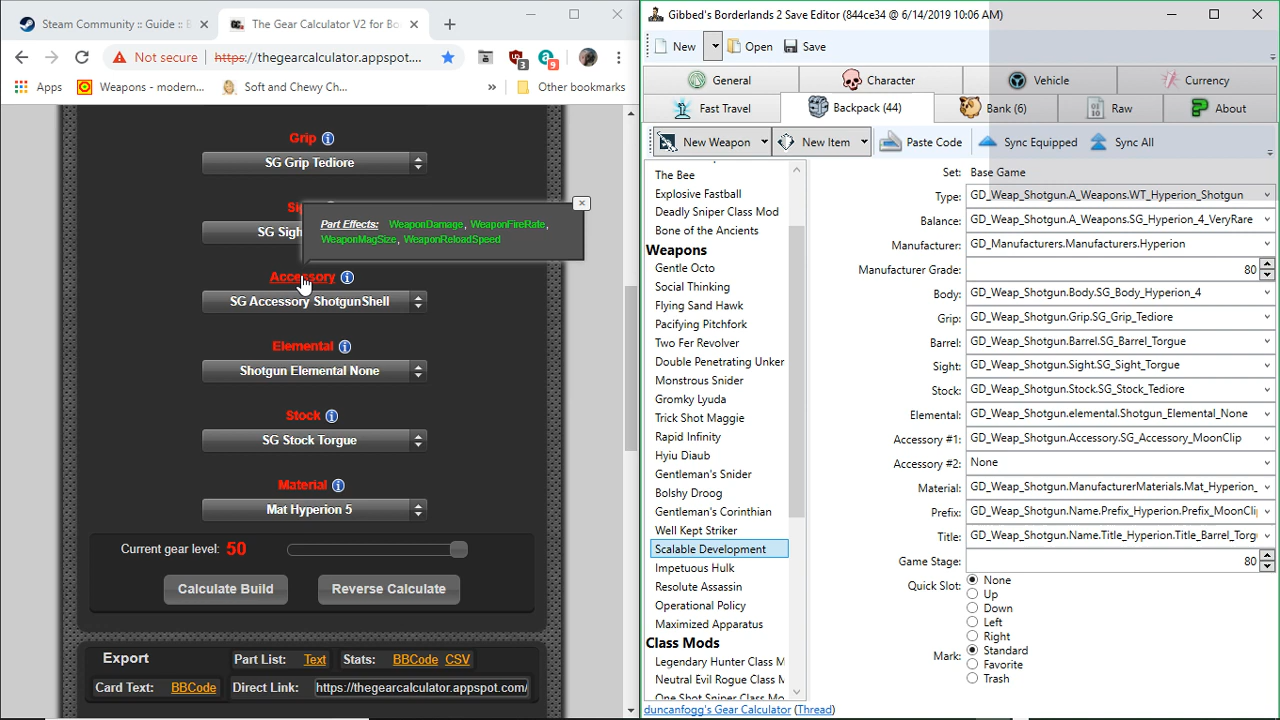 Steam Community :: Guide :: B
The Gear Calculator V2 for Bo
Not secure
https://thegearcalculator.appspot....
3
9
Apps
Weapons - modern...
Soft and Chewy Ch...
»
Other bookmarks
Grip
SG Grip Tediore
SG Sigh
Part Effects: WeaponDamage, WeaponFireRate,
WeaponMagSize, WeaponReloadSpeed
Accessory
SG Accessory ShotgunShell
Elemental
Shotgun Elemental None
Stock
SG Stock Torgue
Material
Mat Hyperion 5
Current gear level: 50
Calculate Build
Reverse Calculate
Export
Part List: Text
BBCode CSV
Card Text: BBCode
https://thegearcalculator.appspot.com/
Gibbed's Borderlands 2 Save Editor (844ce34 @ 6/14/2019 10:06 AM)
New
Open
Save
General
Character
Vehicle
Currency
Fast Travel
Backpack (44)
Bank (6)
Raw
About
New Weapon
New Item
Paste Code
Sync Equipped
Sync All
The Bee
Explosive Fastball
Deadly Sniper Class Mod
Bone of the Ancients
Weapons
Gentle Octo
Social Thinking
Flying Sand Hawk
Pacifying Pitchfork
Two Fer Revolver
Double Penetrating Unke
Monstrous Snider
Gromky Lyuda
Trick Shot Maggie
Rapid Infinity
Hyiu Daub
Gentleman's Snider
Bolshy Droog
Gentleman's Corinthian
Well Kept Striker
Scalable Development
Impetuous Hulk
Resolute Assassin
Operational Policy
Maximized Apparatus
Class Mods
Legendary Hunter Class M
Neutral Evil Rogue Class M
One Shot Sniper Class Mod
duncanfogg's Gear Calculator (Thread)
Set: Base Game
Type: GD_Weap_Shotgun.A_Weapons.WT_Hyperion_Shotgun
Balance: GD_Weap_Shotgun.A_Weapons.SG_Hyperion_4_VeryRare
Manufacturer: GD_Manufacturers.Manufacturers.Hyperion
Manufacturer Grade: 80
Body: GD_Weap_Shotgun.Body.SG_Body_Hyperion_4
Grip: GD_Weap_Shotgun.Grip.SG_Grip_Tediore
Barrel: GD_Weap_Shotgun.Barrel.SG_Barrel_Torgue
Sight: GD_Weap_Shotgun.Sight.SG_Sight_Torgue
Stock: GD_Weap_Shotgun.Stock.SG_Stock_Tediore
Elemental: GD_Weap_Shotgun.elemental.Shotgun_Elemental_None
Accessory #1: GD_Weap_Shotgun.Accessory.SG_Accessory_MoonClip
Accessory #2: None
Material: GD_Weap_Shotgun.ManufacturerMaterials.Mat_Hyperion_
Prefix: GD_Weap_Shotgun.Name.Prefix_Hyperion.Prefix_MoonClip
Title: GD_Weap_Shotgun.Name.Title_Hyperion.Title_Barrel_Torg
Game Stage: 80
Quick Slot: None
Up
Down
Left
Right
Mark: Standard
Favorite
Trash